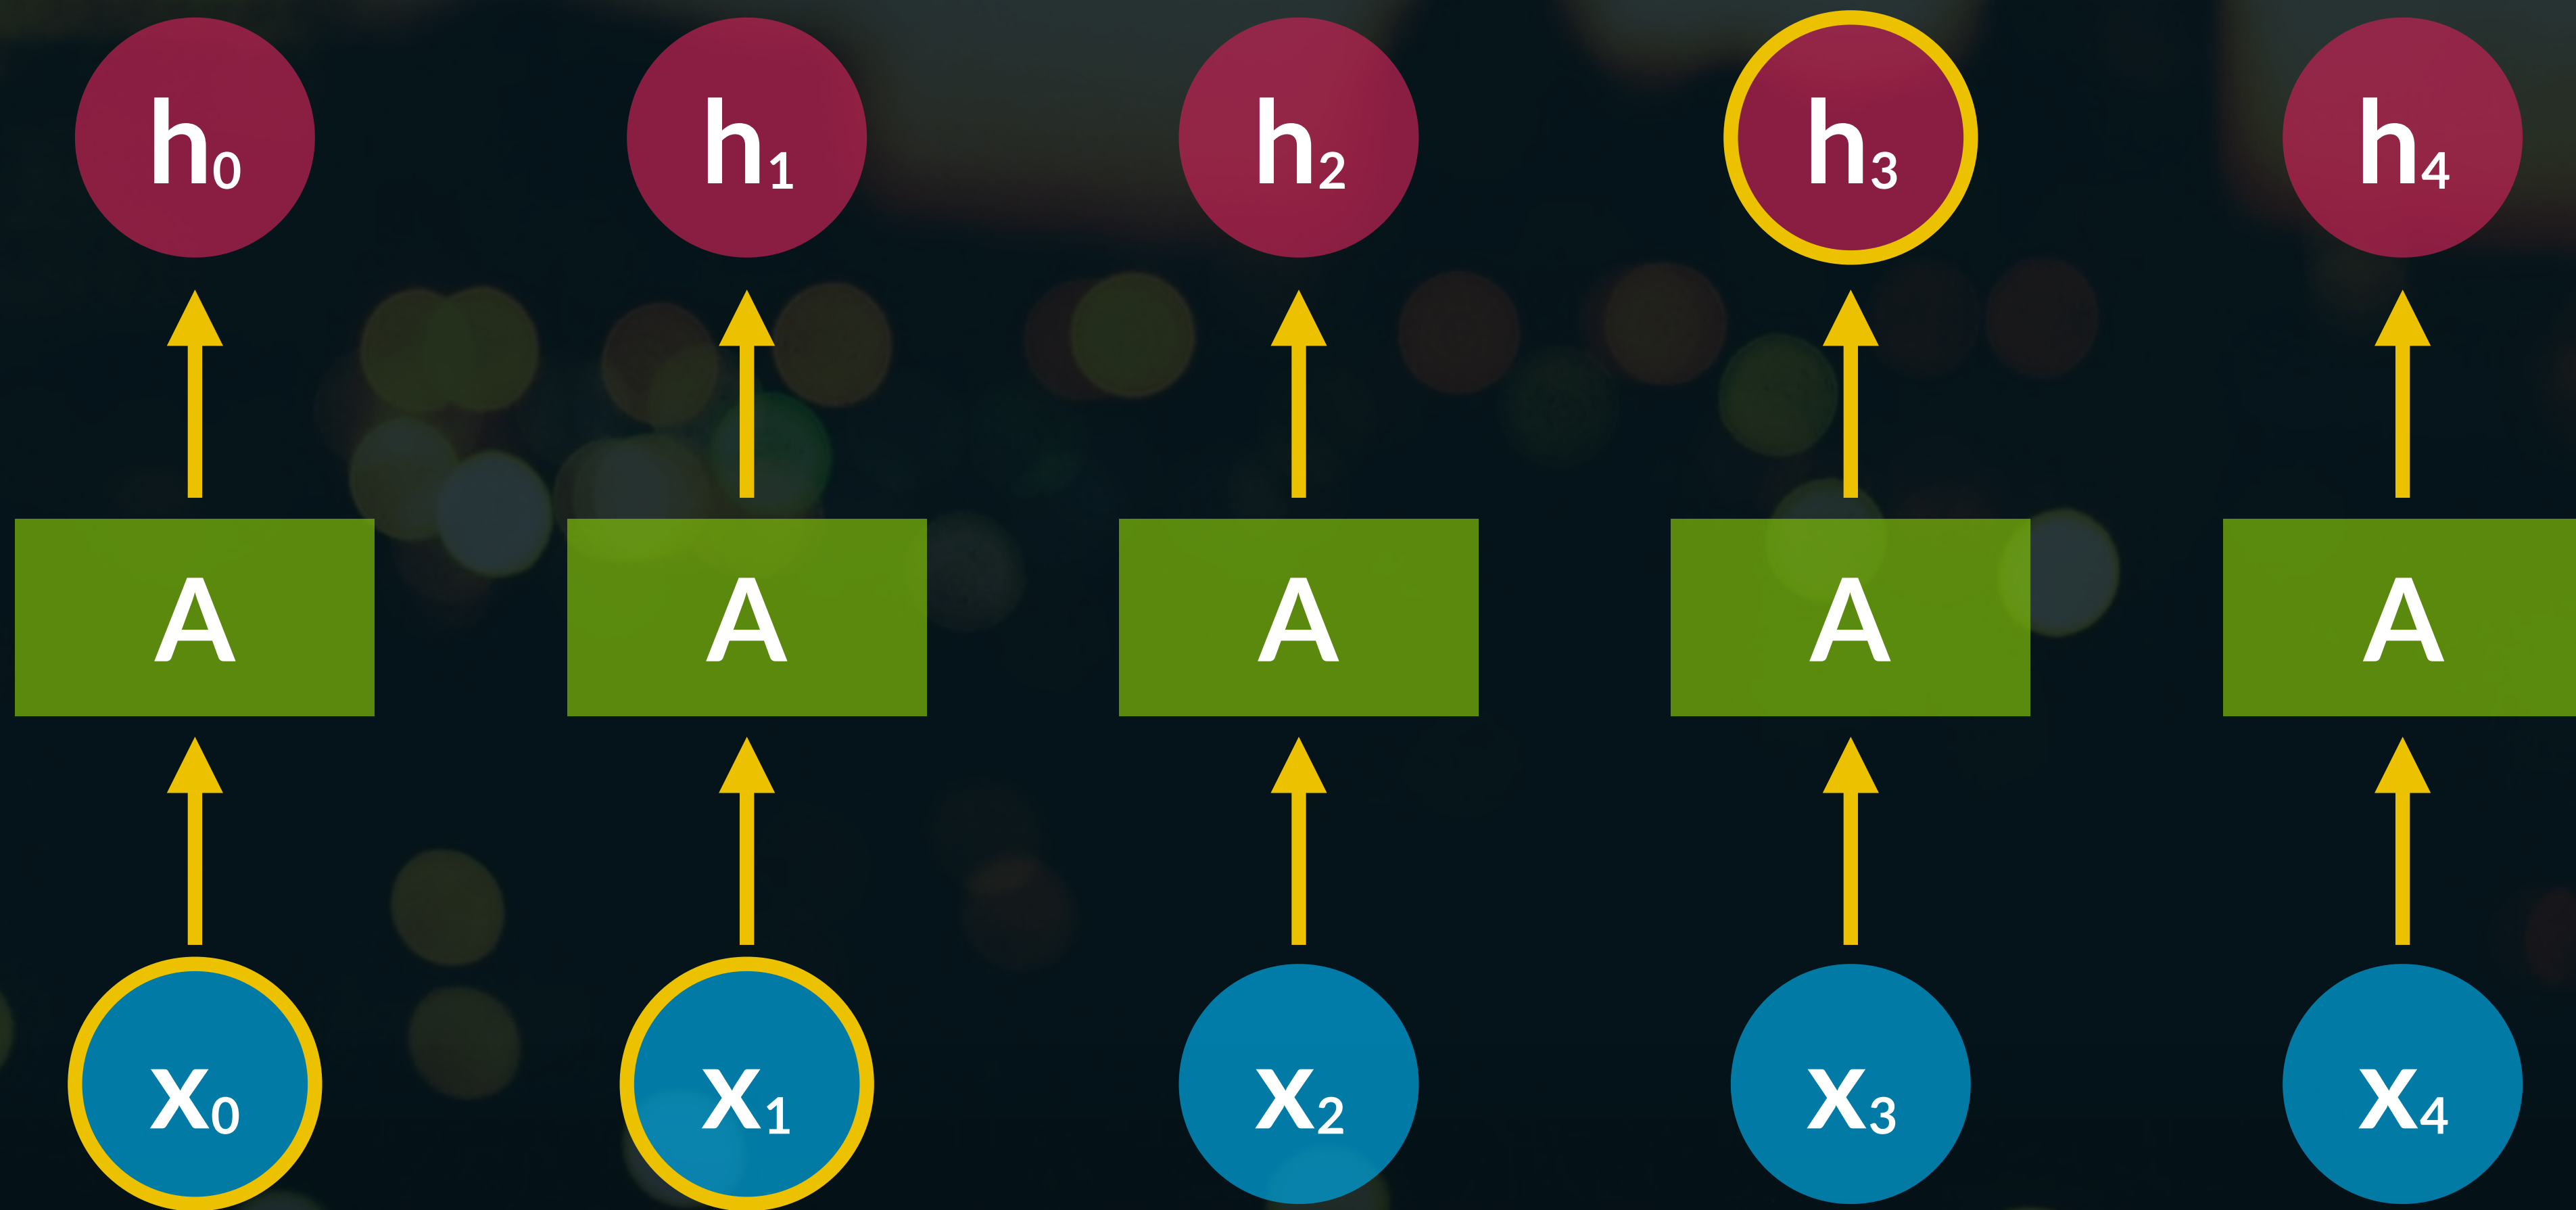 h₀ h₁ h₂ h₃ h₄
A A A A A
x₀ x₁ x₂ x₃ x₄